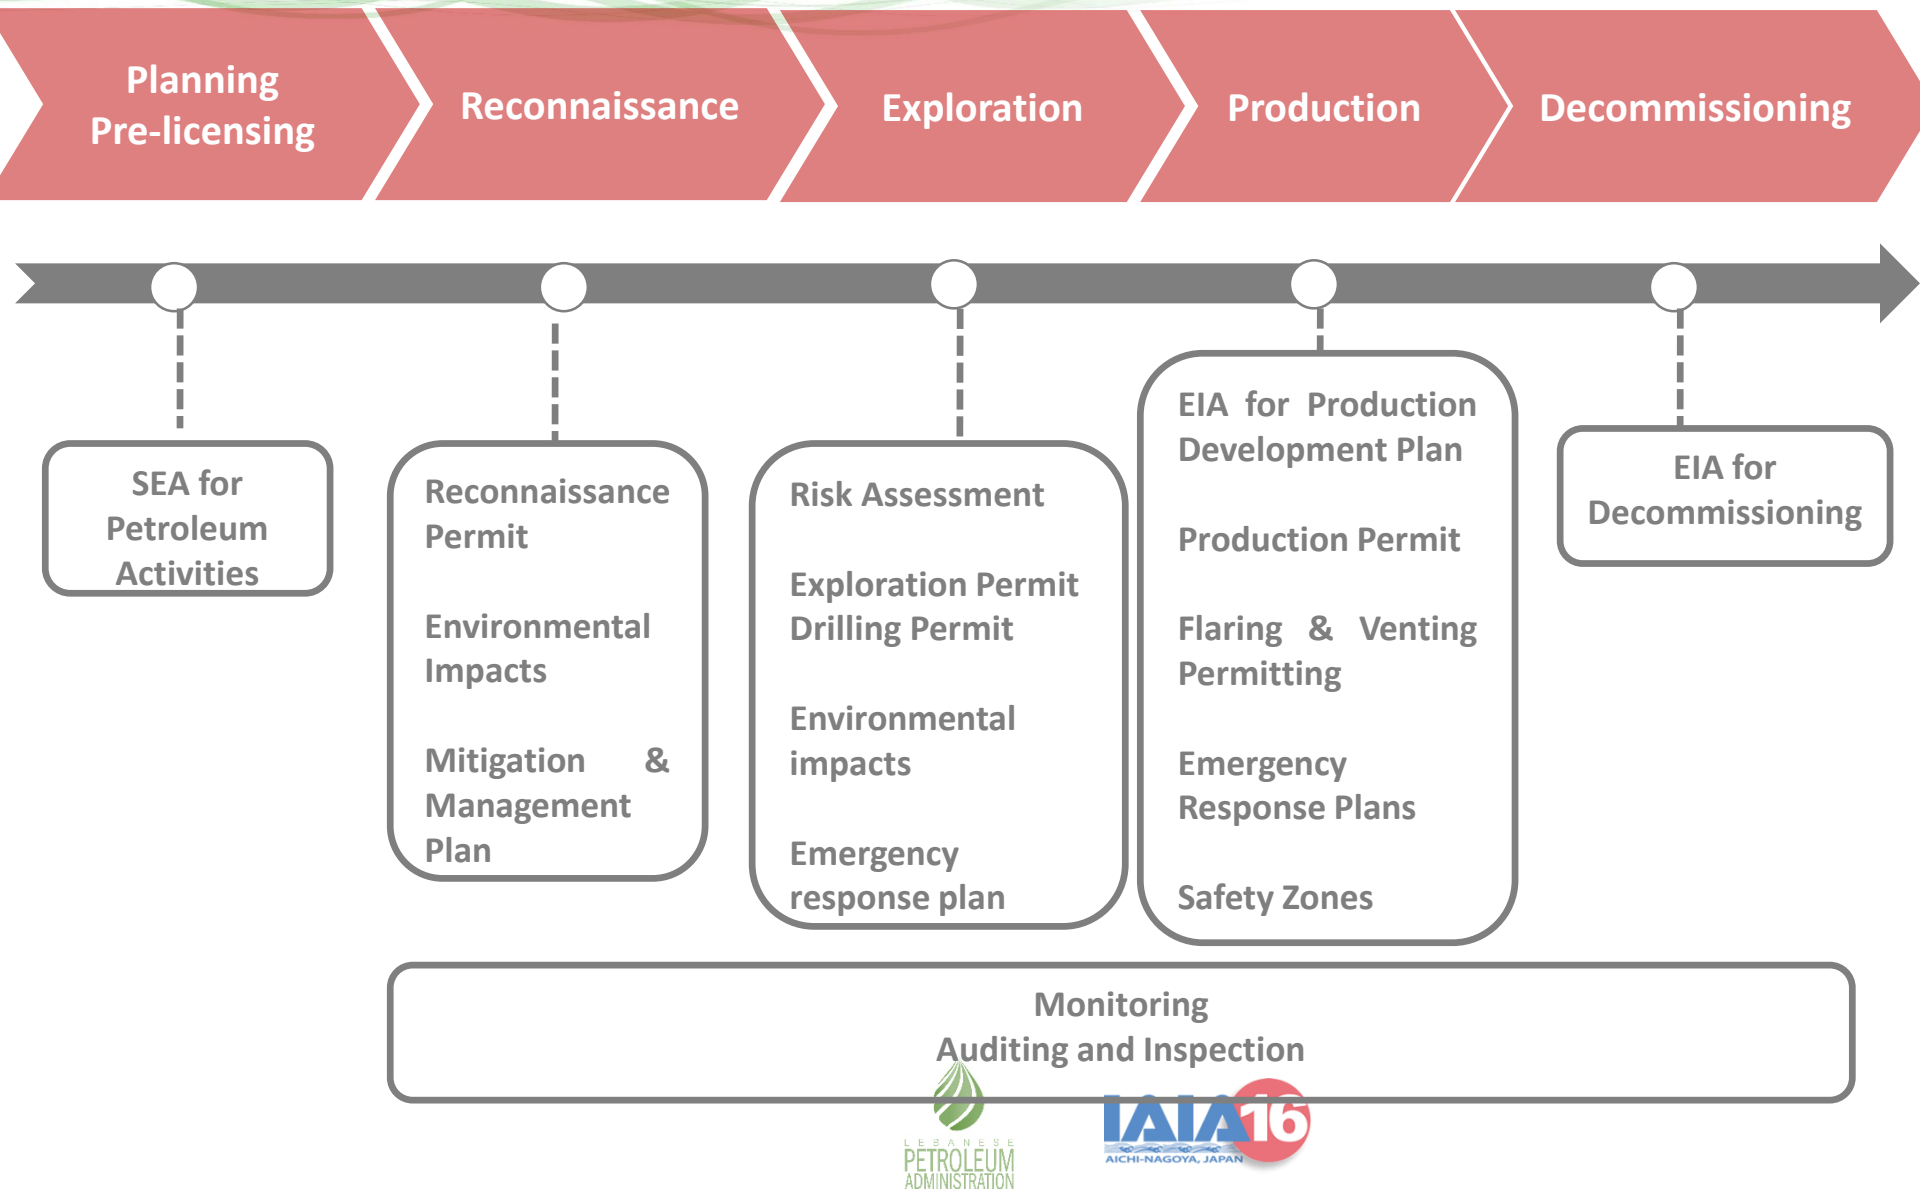 Planning
Pre-licensing
Reconnaissance
Exploration
Production
Decommissioning
SEA for
Petroleum
Activities
Reconnaissance
Permit
Environmental
Impacts
Mitigation &
Management
Plan
Risk Assessment
Exploration Permit
Drilling Permit
Environmental
impacts
Emergency
response plan
EIA for Production
Development Plan
Production Permit
Flaring & Venting
Permitting
Emergency
Response Plans
Safety Zones
EIA for
Decommissioning
Monitoring
Auditing and Inspection
LEBANESE
PETROLEUM
ADMINISTRATION
IAIA16
AICHI-NAGOYA, JAPAN